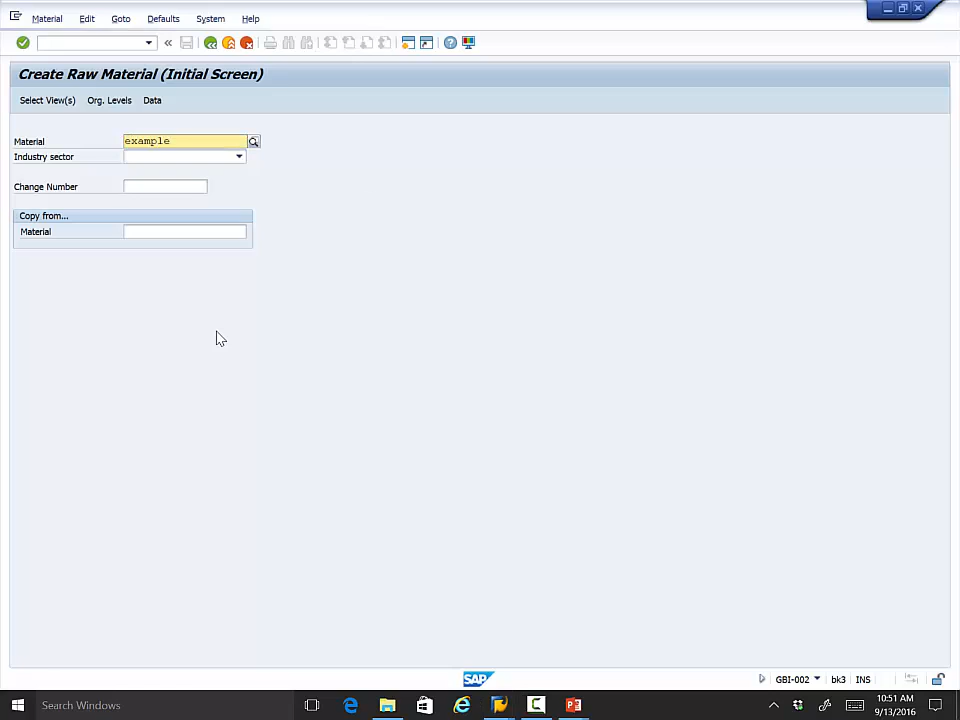 Material Edit Goto Defaults System Help
Create Raw Material (Initial Screen)
Select View(s) Org. Levels Data
Material example
Industry sector
Change Number
Copy from...
Material
SAP GBI-002 bk3 INS
Search Windows 10:51 AM
9/13/2016